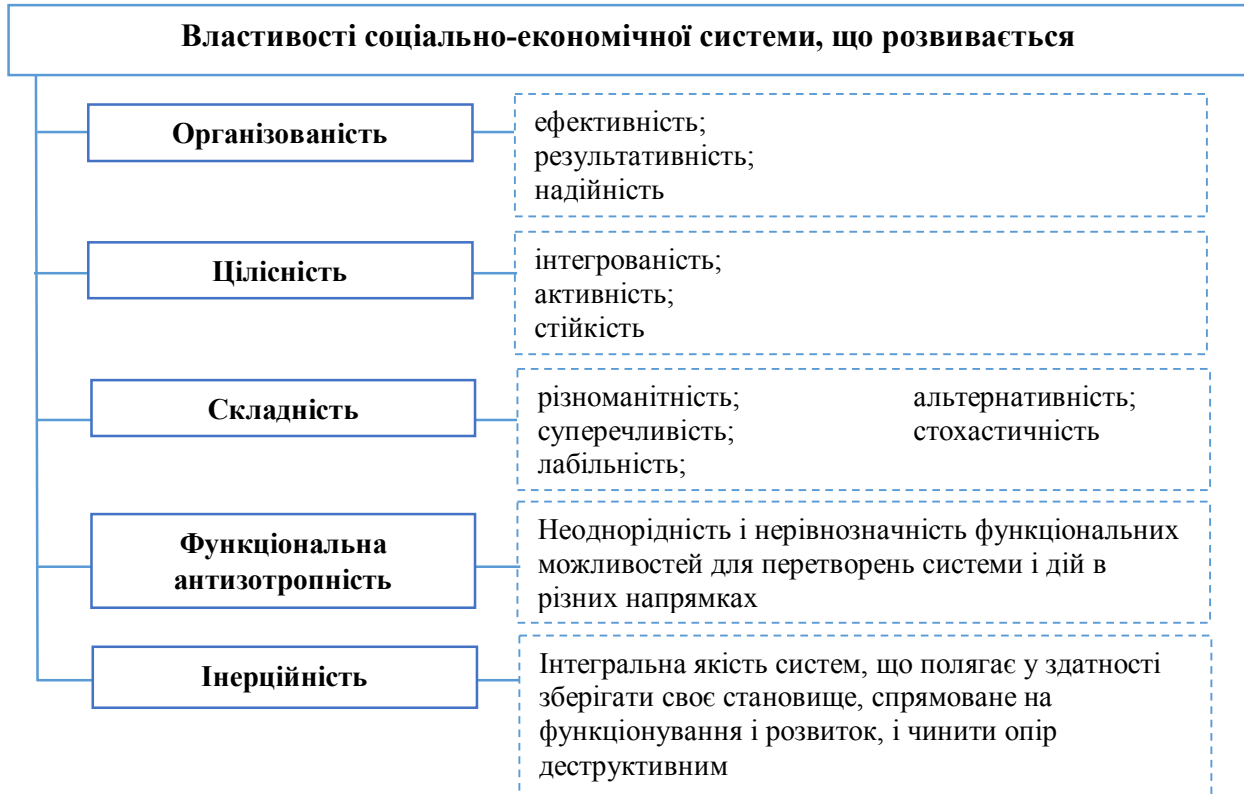 Властивості соціально-економічної системи, що розвивається
Організованість
ефективність;
результативність;
надійність
Цілісність
інтегрованість;
активність;
стійкість
Складність
різноманітність; альтернативність;
суперечливість; стохастичність
лабільність;
Функціональна
антизотропність
Неоднорідність і нерівнозначність функціональних
можливостей для перетворень системи і дій в
різних напрямках
Інерційність
Інтегральна якість систем, що полягає у здатності
зберігати своє становище, спрямоване на
функціонування і розвиток, і чинити опір
деструктивним